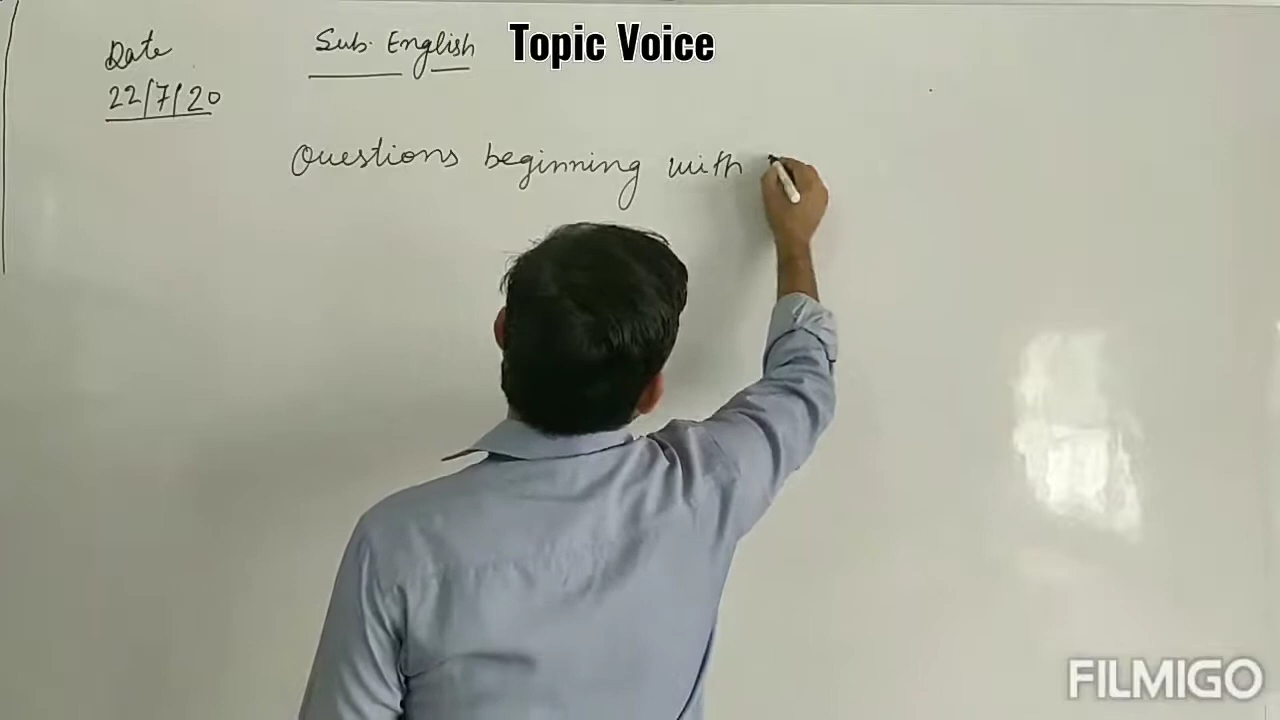 Date
Sub. English
Topic Voice
22/7/20
Questions beginning with
FILMIGO